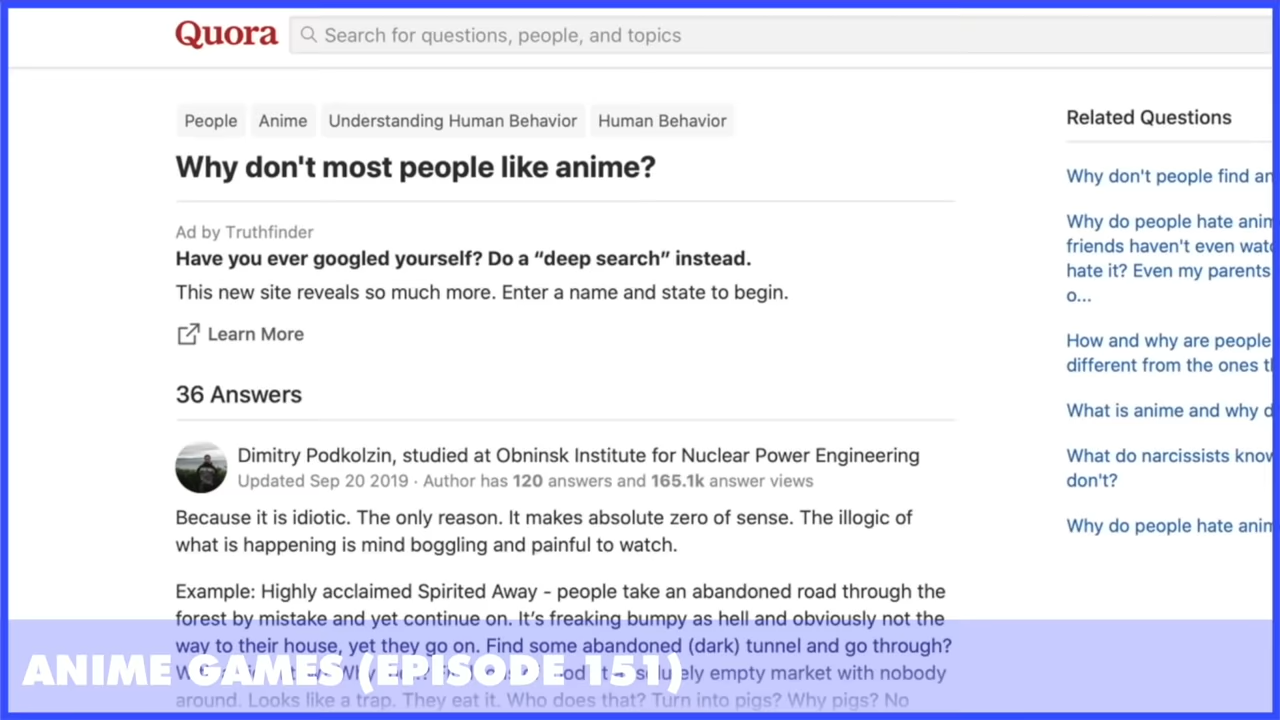 Quora
Search for questions, people, and topics
People Anime Understanding Human Behavior Human Behavior
Why don't most people like anime?
Ad by Truthfinder
Have you ever googled yourself? Do a “deep search” instead.
This new site reveals so much more. Enter a name and state to begin.
Learn More
36 Answers
Dimitry Podkolzin, studied at Obninsk Institute for Nuclear Power Engineering
Updated Sep 20 2019 · Author has 120 answers and 165.1k answer views
Because it is idiotic. The only reason. It makes absolute zero of sense. The illogic of
what is happening is mind boggling and painful to watch.
Example: Highly acclaimed Spirited Away - people take an abandoned road through the
forest by mistake and yet continue on. It’s freaking bumpy as hell and obviously not the
way to their house, yet they go on. Find some abandoned (dark) tunnel and go through?
empty market with nobody
around. Looks like a trap. They eat it. Who does that? Turn into pigs? Why pigs? No
ANIME GAMES (EPISODE 151)
Related Questions
Why don't people find an
Why do people hate anim
friends haven't even wat
hate it? Even my parents
o...
How and why are people
different from the ones t
What is anime and why d
What do narcissists know
don't?
Why do people hate anim